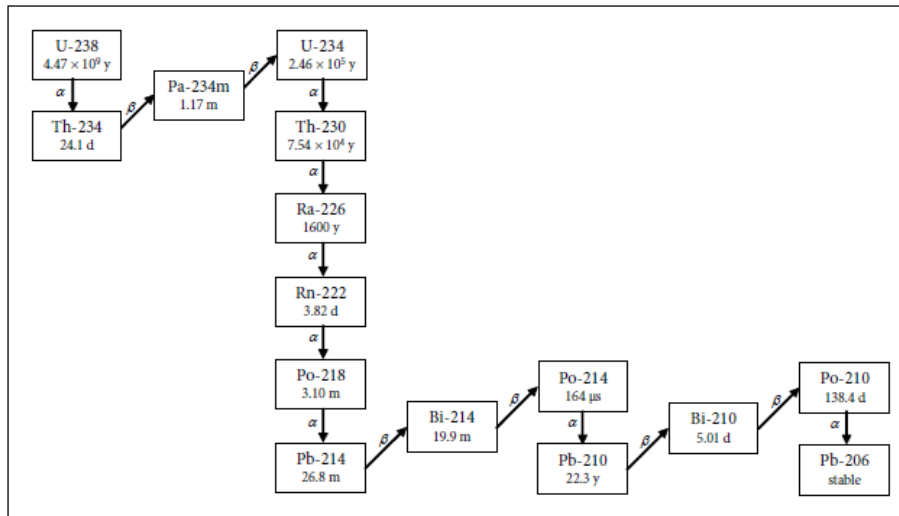 U-238
4.47 × 10⁹ y
α
Th-234
24.1 d
β
Pa-234m
1.17 m
β
U-234
2.46 × 10⁵ y
α
Th-230
7.54 × 10⁴ y
α
Ra-226
1600 y
α
Rn-222
3.82 d
α
Po-218
3.10 m
α
Pb-214
26.8 m
β
Bi-214
19.9 m
β
Po-214
164 μs
α
Pb-210
22.3 y
β
Bi-210
5.01 d
β
Po-210
138.4 d
α
Pb-206
stable